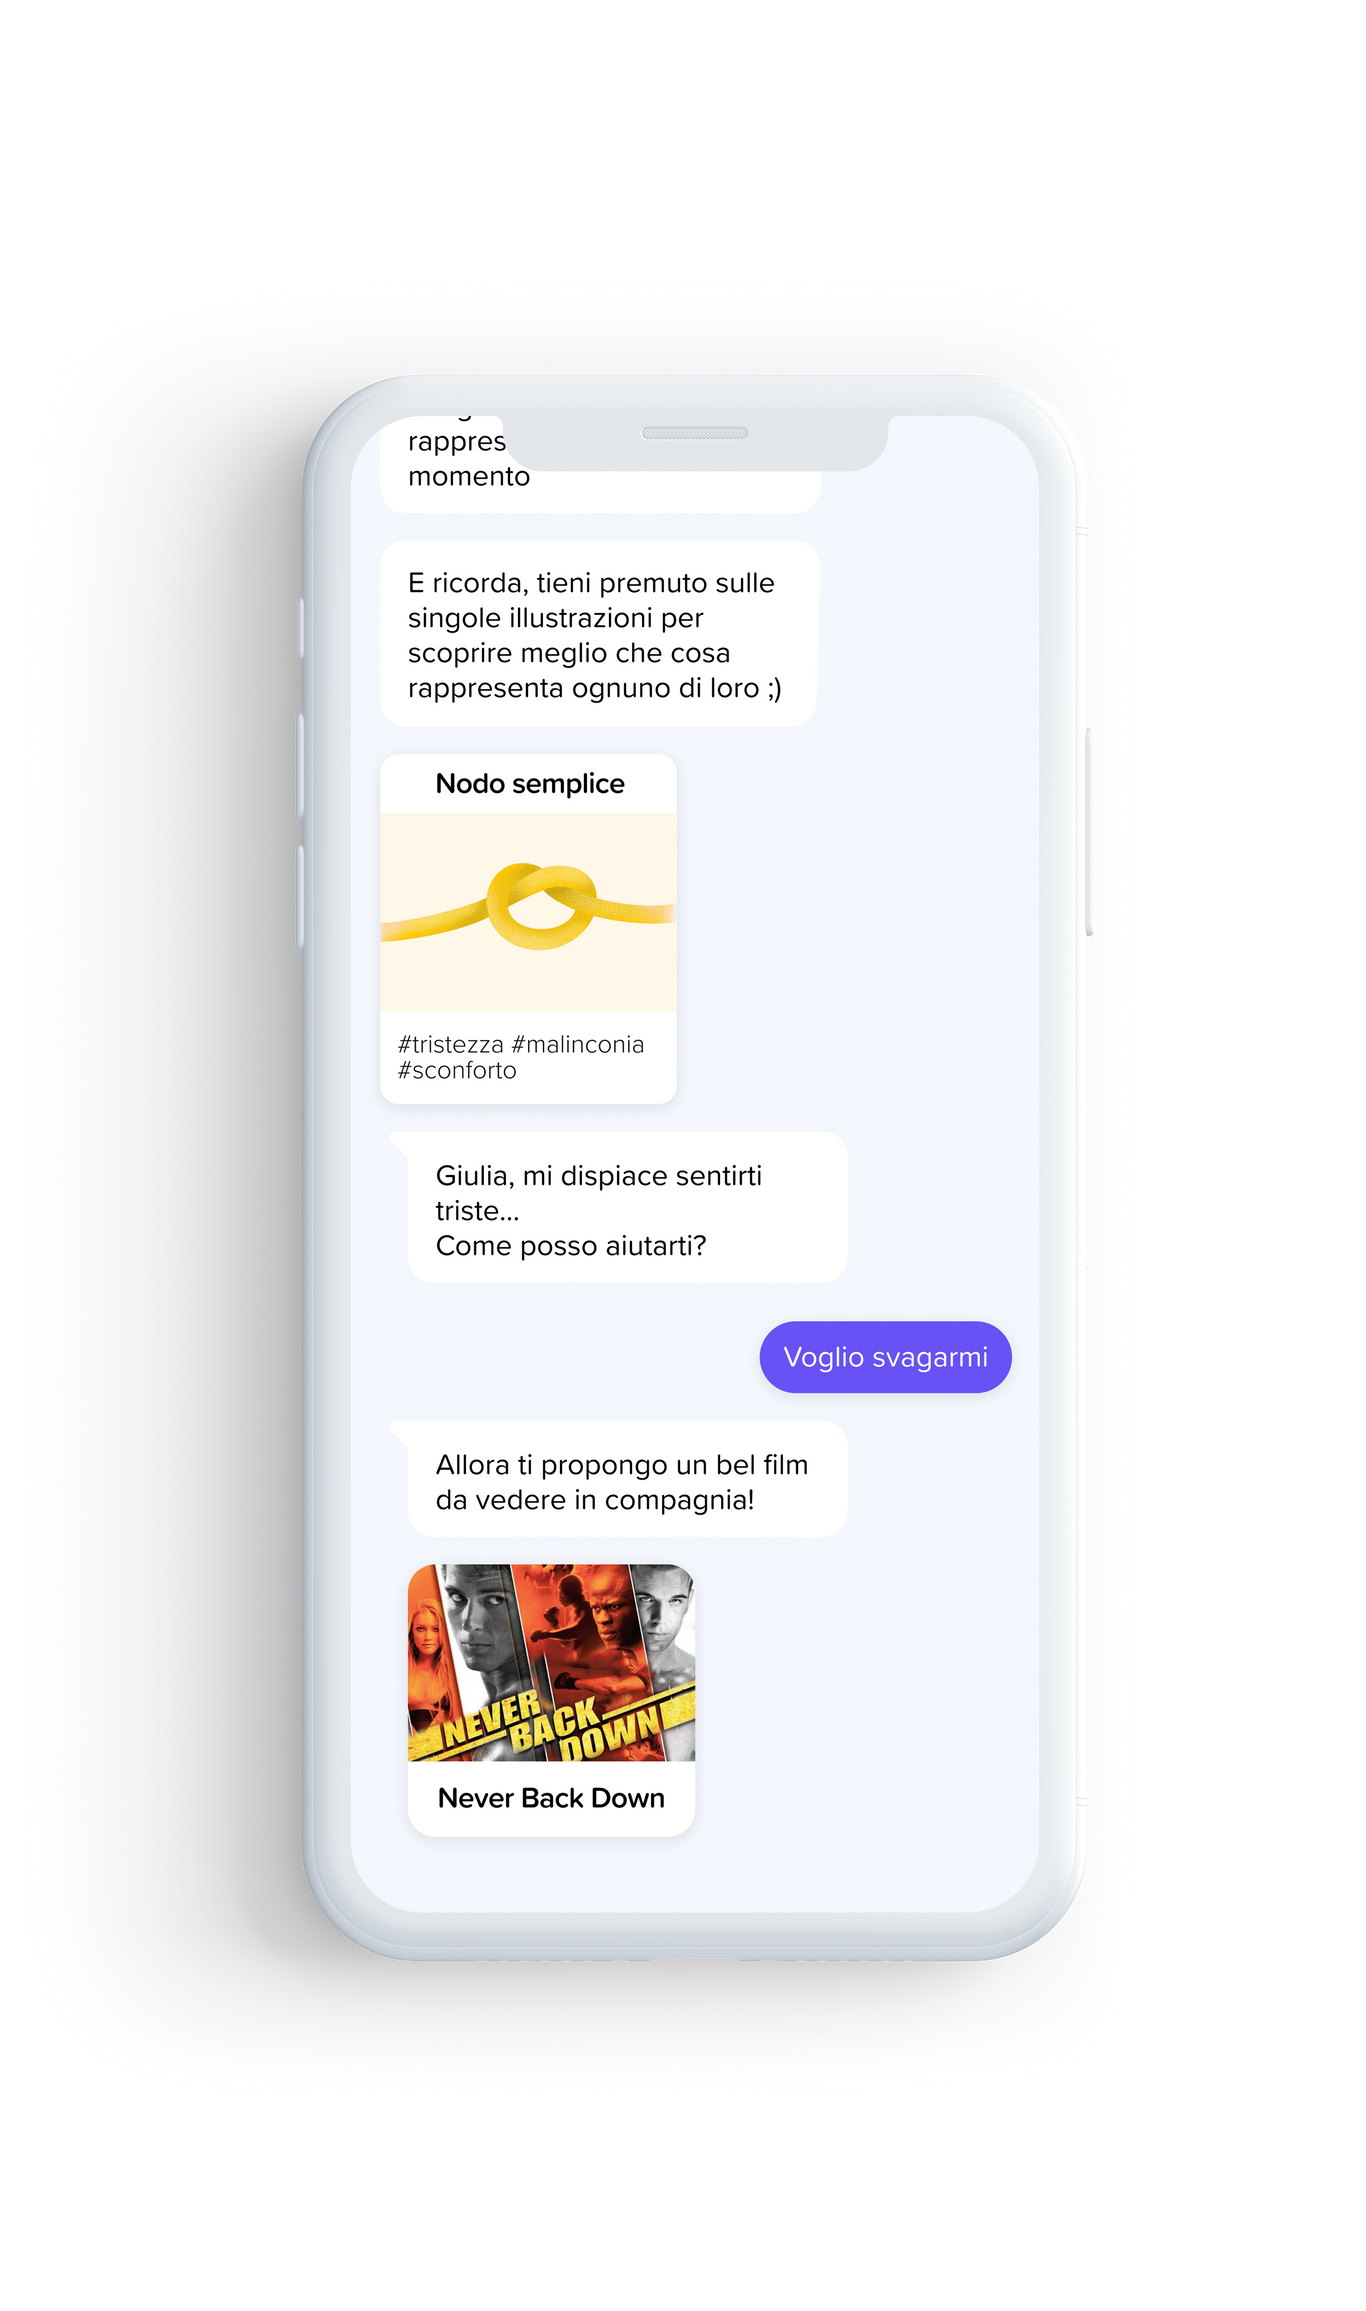 rappres
momento
E ricorda, tieni premuto sulle
singole illustrazioni per
scoprire meglio che cosa
rappresenta ognuno di loro ;)
Nodo semplice
#tristezza #malinconia
#sconforto
Giulia, mi dispiace sentirti
triste...
Come posso aiutarti?
Voglio svagarmi
Allora ti propongo un bel film
da vedere in compagnia!
NEVER
BACK
DOWN
Never Back Down